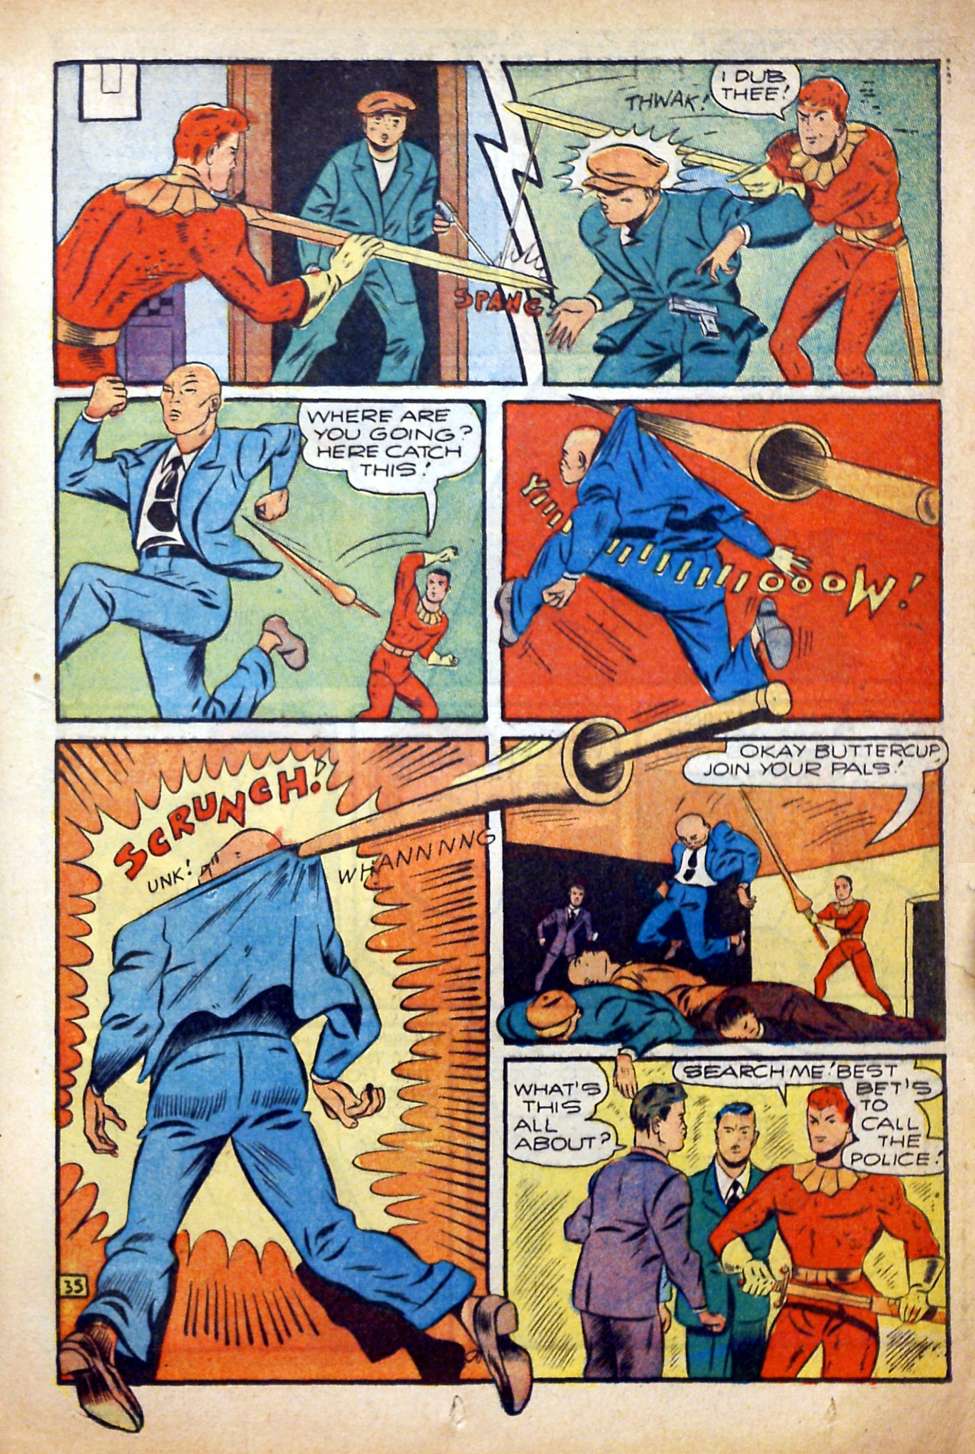 SPANG
THWAK!
I DUB
THEE!
WHERE ARE
YOU GOING?
HERE CATCH
THIS!
YIIIIIIIIIIIIOOOOW!
SCRUNCH!
UNK!
WHANNNNG
OKAY BUTTERCUP,
JOIN YOUR PALS!
WHAT'S
THIS
ALL
ABOUT?
SEARCH ME! BEST
BET'S
TO
CALL
THE
POLICE!
35